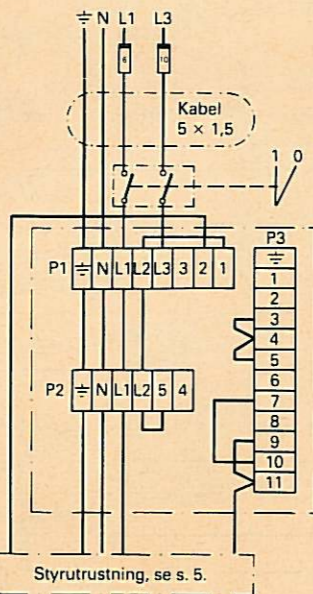 ⏚ N L1 L3
6 10
Kabel
5 × 1,5
1 0
P3
⏚
1
2
3
4
5
6
7
8
9
10
11
P1 ⏚ N L1 L2 L3 3 2 1
P2 ⏚ N L1 L2 5 4
Styrutrustning, se s. 5.